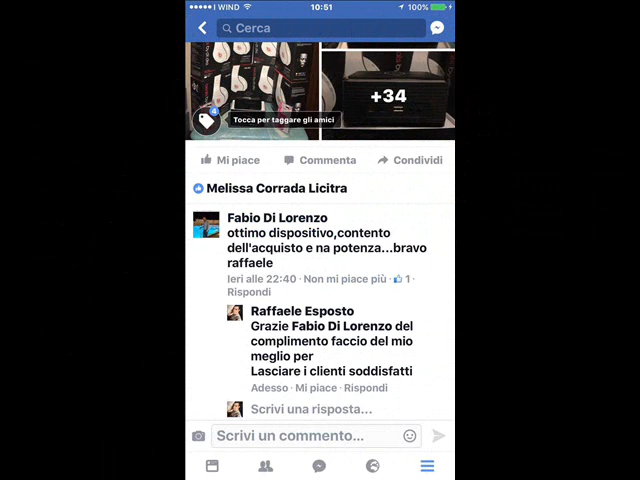 I WIND 10:51 100%
Cerca
+34
4
Tocca per taggare gli amici
Mi piace Commenta Condividi
Melissa Corrada Licitra
Fabio Di Lorenzo
ottimo dispositivo,contento
dell'acquisto e na potenza...bravo
raffaele
Ieri alle 22:40 · Non mi piace più · 1 ·
Rispondi
Raffaele Esposto
Grazie Fabio Di Lorenzo del
complimento faccio del mio
meglio per
Lasciare i clienti soddisfatti
Adesso · Mi piace · Rispondi
Scrivi una risposta...
Scrivi un commento...